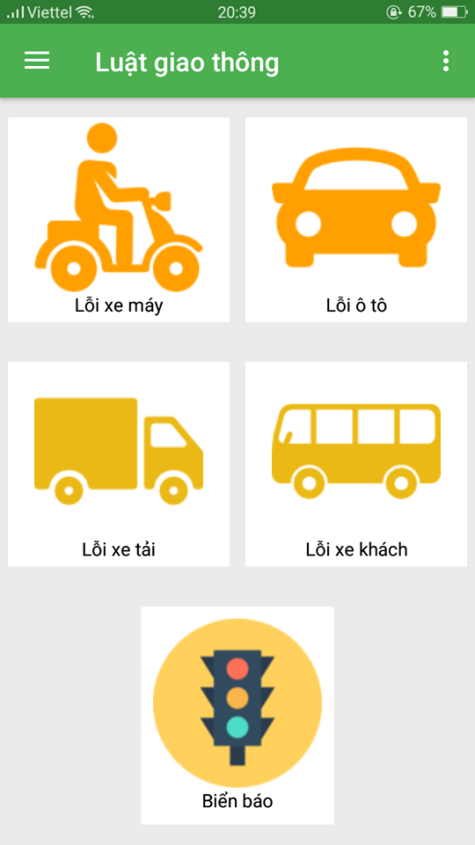 Viettel 20:39 67%
Luật giao thông
Lỗi xe máy
Lỗi ô tô
Lỗi xe tải
Lỗi xe khách
Biển báo